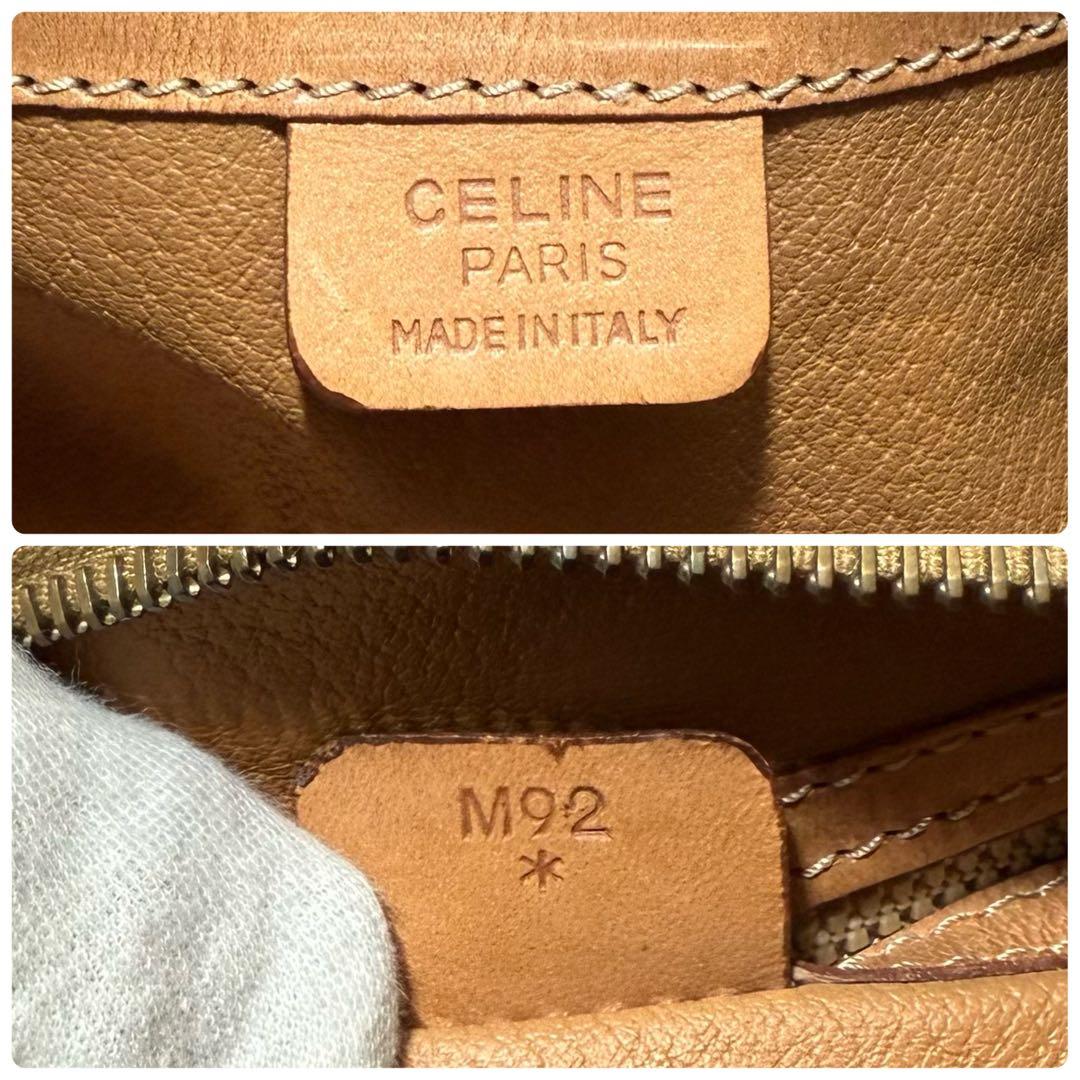 CELINE
PARIS
MADE IN ITALY
M92
*